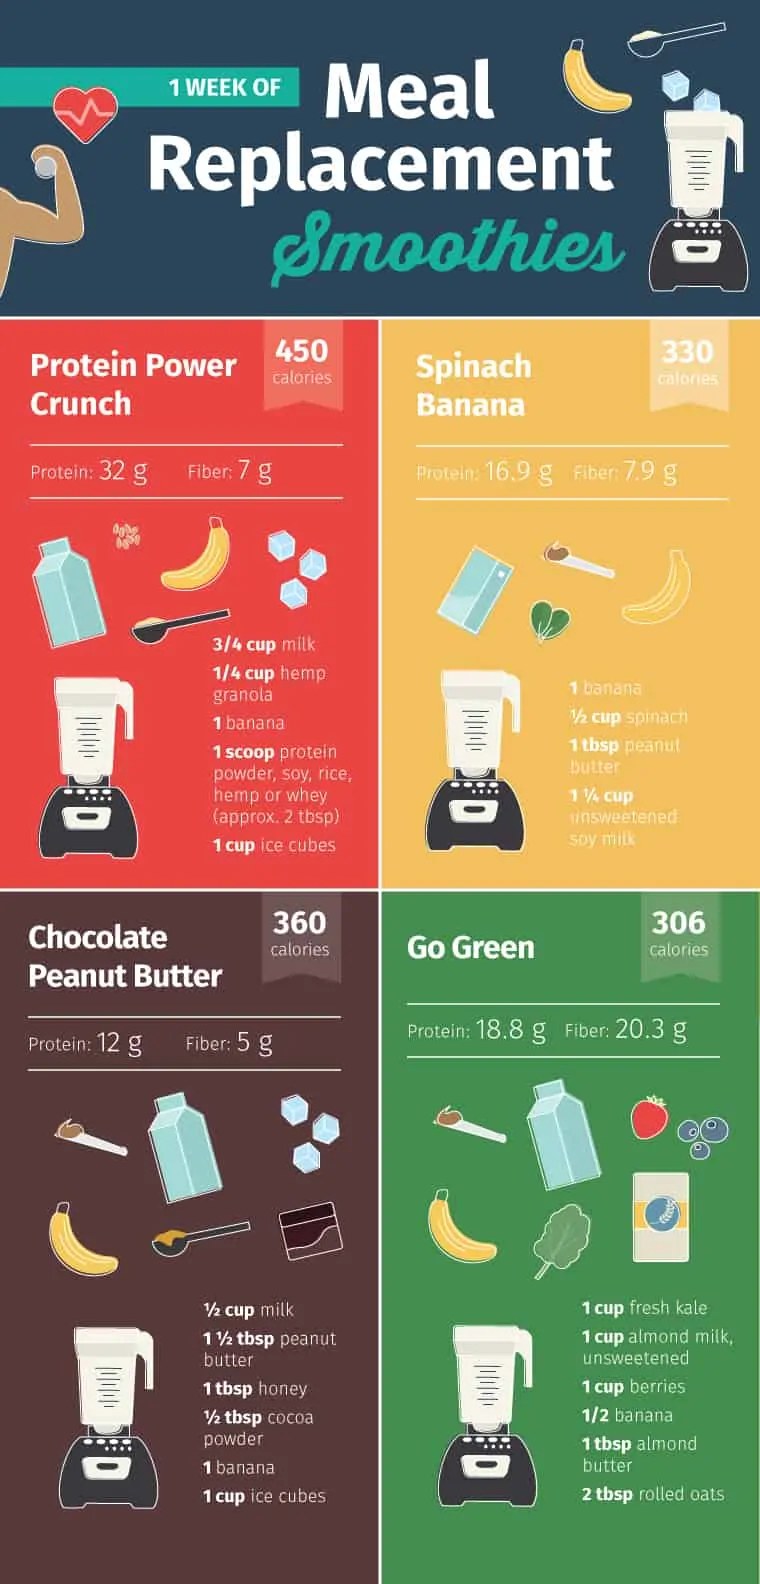 1 WEEK OF
Meal
Replacement
Smoothies
Protein Power
Crunch
450
calories
Protein: 32 g Fiber: 7 g
3/4 cup milk
1/4 cup hemp
granola
1 banana
1 scoop protein
powder, soy, rice,
hemp or whey
(approx. 2 tbsp)
1 cup ice cubes
Spinach
Banana
330
calories
Protein: 16.9 g Fiber: 7.9 g
1 banana
½ cup spinach
1 tbsp peanut
butter
1 ¼ cup
unsweetened
soy milk
Chocolate
Peanut Butter
360
calories
Protein: 12 g Fiber: 5 g
½ cup milk
1 ½ tbsp peanut
butter
1 tbsp honey
½ tbsp cocoa
powder
1 banana
1 cup ice cubes
Go Green
306
calories
Protein: 18.8 g Fiber: 20.3 g
1 cup fresh kale
1 cup almond milk,
unsweetened
1 cup berries
1/2 banana
1 tbsp almond
butter
2 tbsp rolled oats